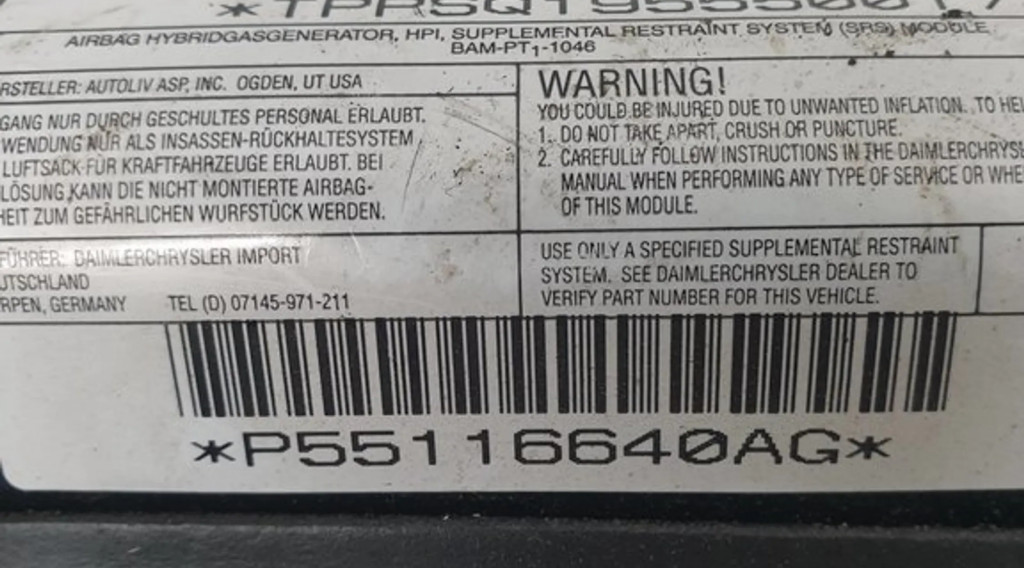 AIRBAG HYBRIDGASGENERATOR, HPI, SUPPLEMENTAL RESTRAINT SYSTEM (SRS) MODULE
BAM-PT1-1046
RSTELLER: AUTOLIV ASP, INC. OGDEN, UT USA
GANG NUR DURCH GESCHULTES PERSONAL ERLAUBT.
WENDUNG NUR ALS INSASSEN-RÜCKHALTESYSTEM
LUFTSACK FÜR KRAFTFAHRZEUGE ERLAUBT. BEI
LÖSUNG KANN DIE NICHT MONTIERTE AIRBAG-
HEIT ZUM GEFÄHRLICHEN WURFSTÜCK WERDEN.
WARNING!
YOU COULD BE INJURED DUE TO UNWANTED INFLATION. TO HEL
1. DO NOT TAKE APART, CRUSH OR PUNCTURE.
2. CAREFULLY FOLLOW INSTRUCTIONS IN THE DAIMLERCHRYS
MANUAL WHEN PERFORMING ANY TYPE OF SERVICE OR WHE
OF THIS MODULE.
FÜHRER: DAIMLERCHRYSLER IMPORT
UTSCHLAND
RPEN, GERMANY TEL (D) 07145-971-211
USE ONLY A SPECIFIED SUPPLEMENTAL RESTRAINT
SYSTEM. SEE DAIMLERCHRYSLER DEALER TO
VERIFY PART NUMBER FOR THIS VEHICLE.
*P55116640AG*